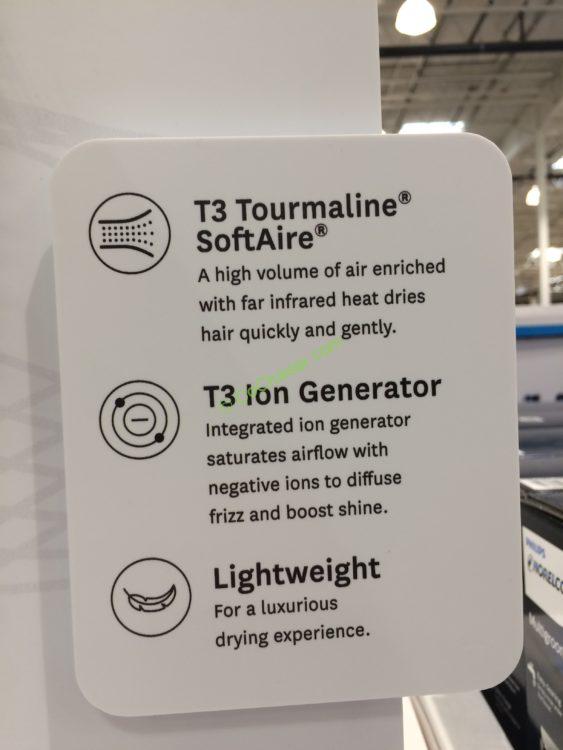 T3 Tourmaline®
SoftAire®
A high volume of air enriched
with far infrared heat dries
hair quickly and gently.
T3 Ion Generator
Integrated ion generator
saturates airflow with
negative ions to diffuse
frizz and boost shine.
Lightweight
For a luxurious
drying experience.
PHILIPS
NORELCO